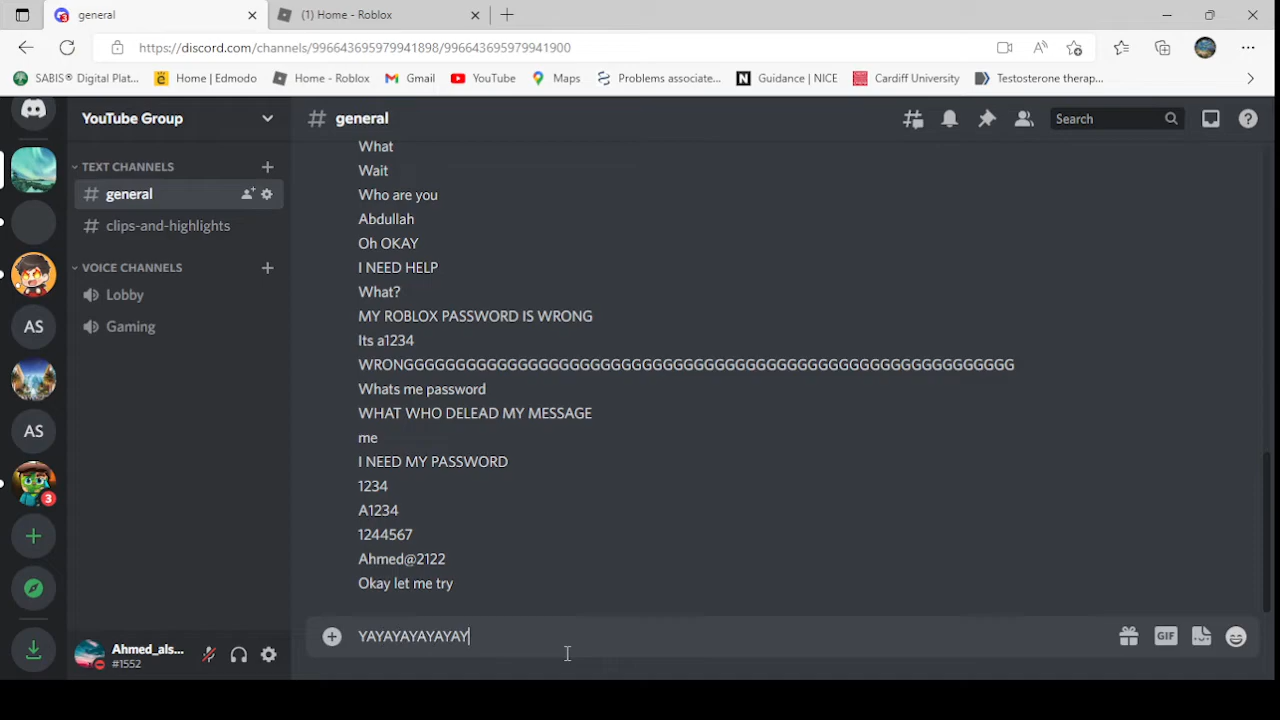 general
(1) Home - Roblox
https://discord.com/channels/996643695979941898/996643695979941900
SABIS® Digital Plat...
Home | Edmodo
Home - Roblox
Gmail
YouTube
Maps
Problems associate...
Guidance | NICE
Cardiff University
Testosterone therap...
YouTube Group
# general
Search
TEXT CHANNELS
# general
# clips-and-highlights
VOICE CHANNELS
Lobby
Gaming
AS
AS
3
What
Wait
Who are you
Abdullah
Oh OKAY
I NEED HELP
What?
MY ROBLOX PASSWORD IS WRONG
Its a1234
WRONGGGGGGGGGGGGGGGGGGGGGGGGGGGGGGGGGGGGGGGGGGGGGGGGGGGGGGGGGGG
Whats me password
WHAT WHO DELEAD MY MESSAGE
me
I NEED MY PASSWORD
1234
A1234
1244567
Ahmed@2122
Okay let me try
YAYAYAYAYAYAY
GIF
Ahmed_als...
#1552